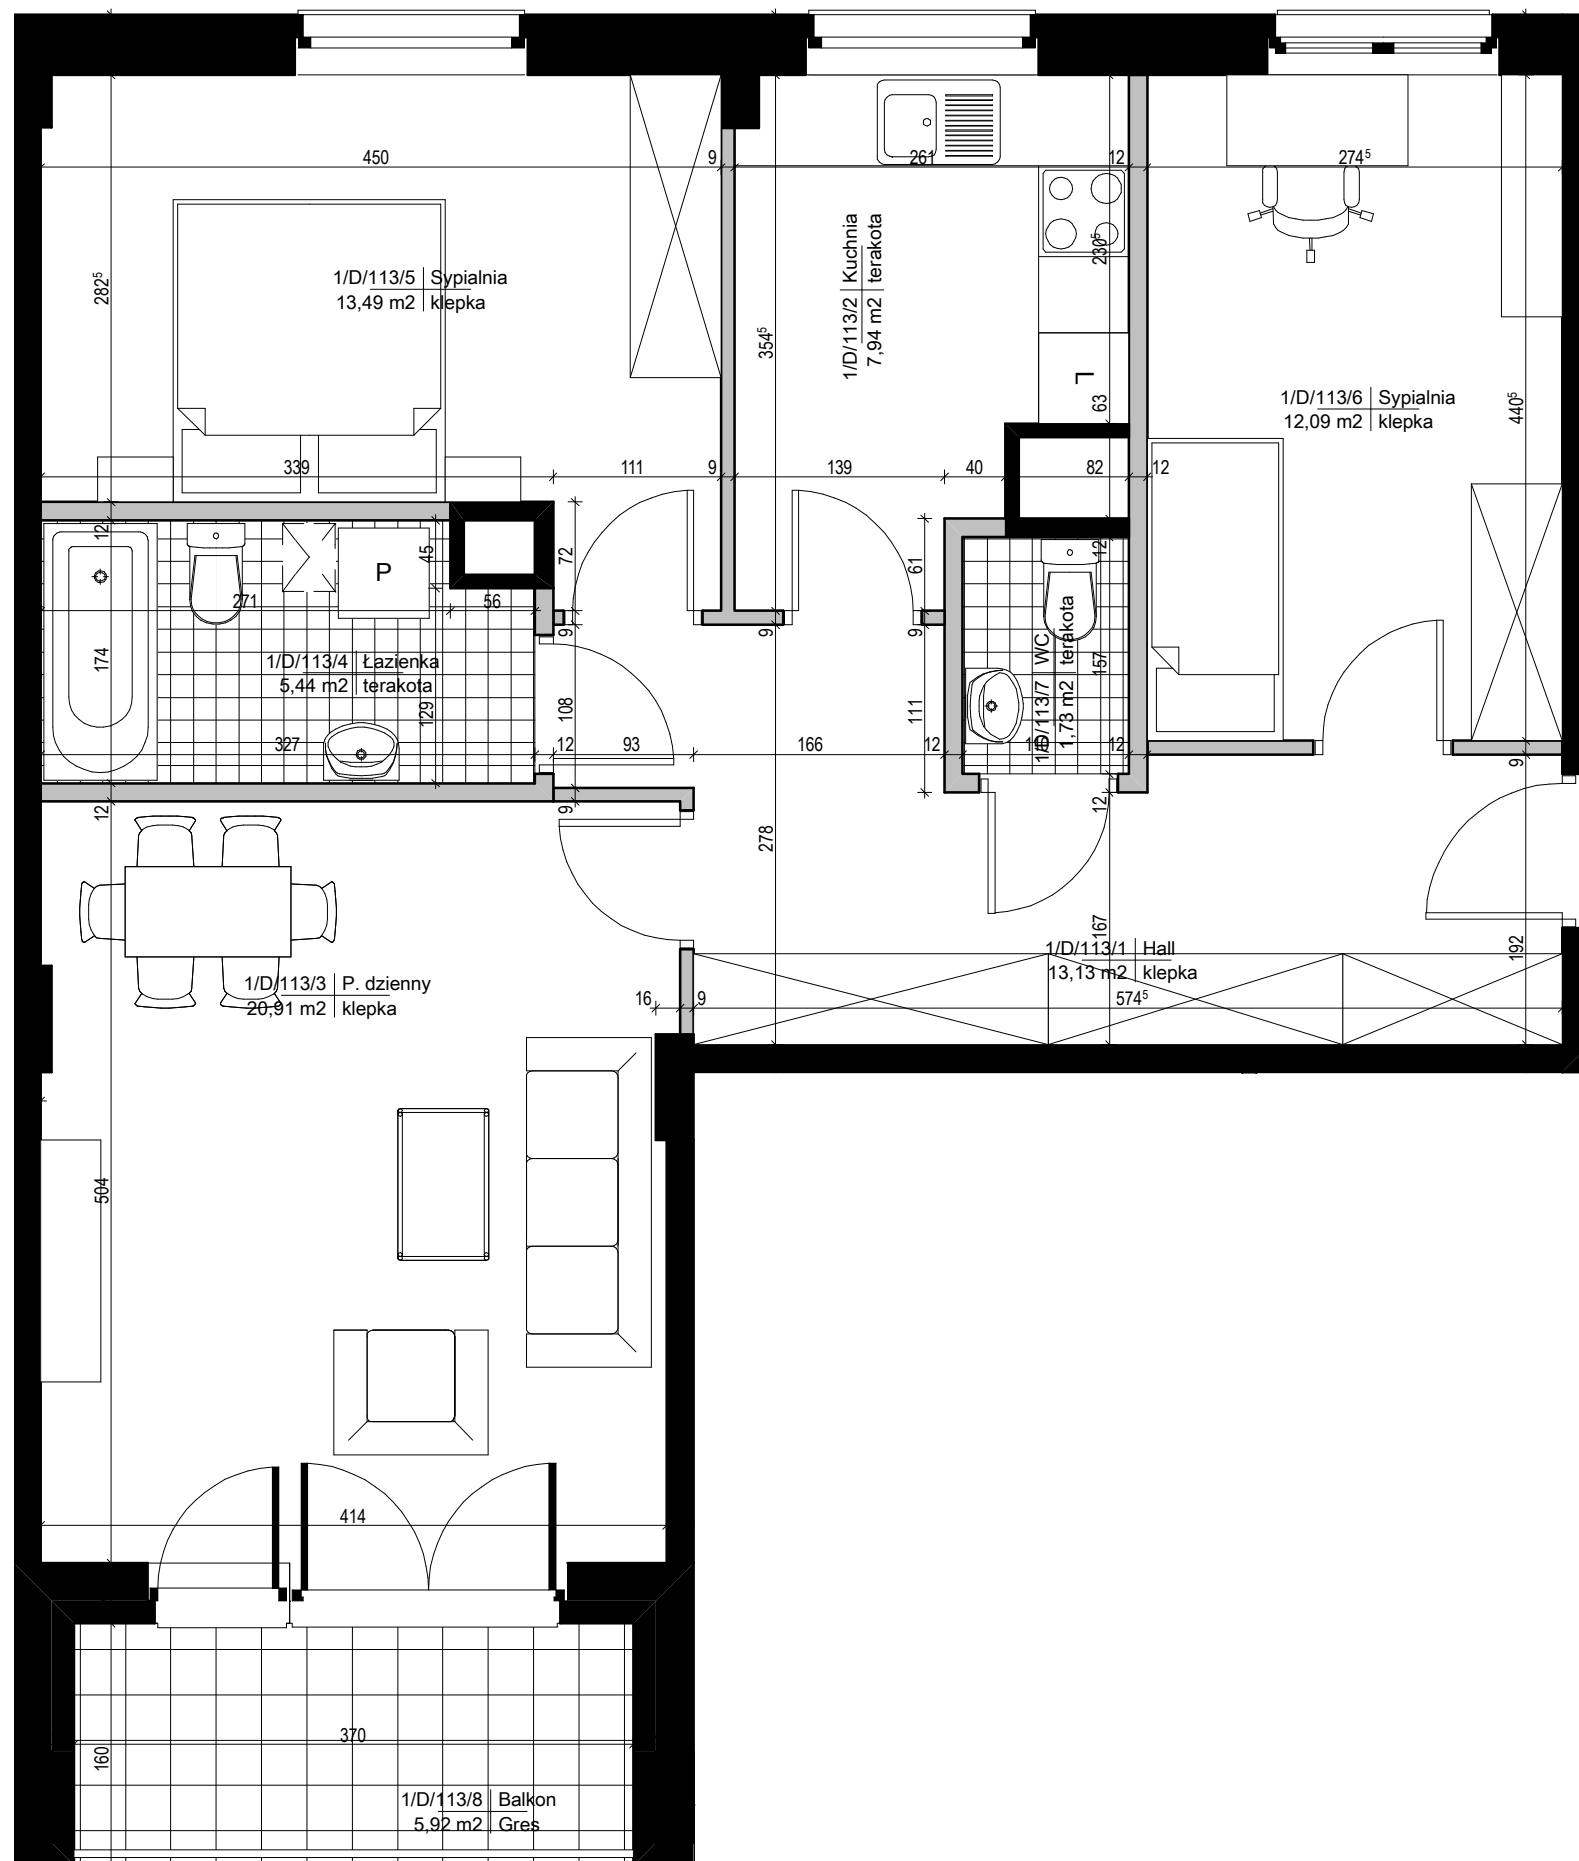 450
9
261
12
274⁵
1/D/113/5 Sypialnia
13,49 m2 klepka
282⁵
1/D/113/2 Kuchnia
7,94 m2 terakota
354⁵
230⁵
L
63
1/D/113/6 Sypialnia
12,09 m2 klepka
440⁵
339
111
9
139
40
82
12
12
45
72
61
12
P
271
56
9
9
9
174
1/D/113/4 Łazienka
5,44 m2 terakota
129
108
111
1/D/113/7 WC
1,73 m2 terakota
157
327
12
93
166
12
12
9
12
9
12
278
167
192
1/D/113/1 Hall
13,13 m2 klepka
1/D/113/3 P. dzienny
20,91 m2 klepka
16
9
574⁵
504
414
370
160
1/D/113/8 Balkon
5,92 m2 Gres